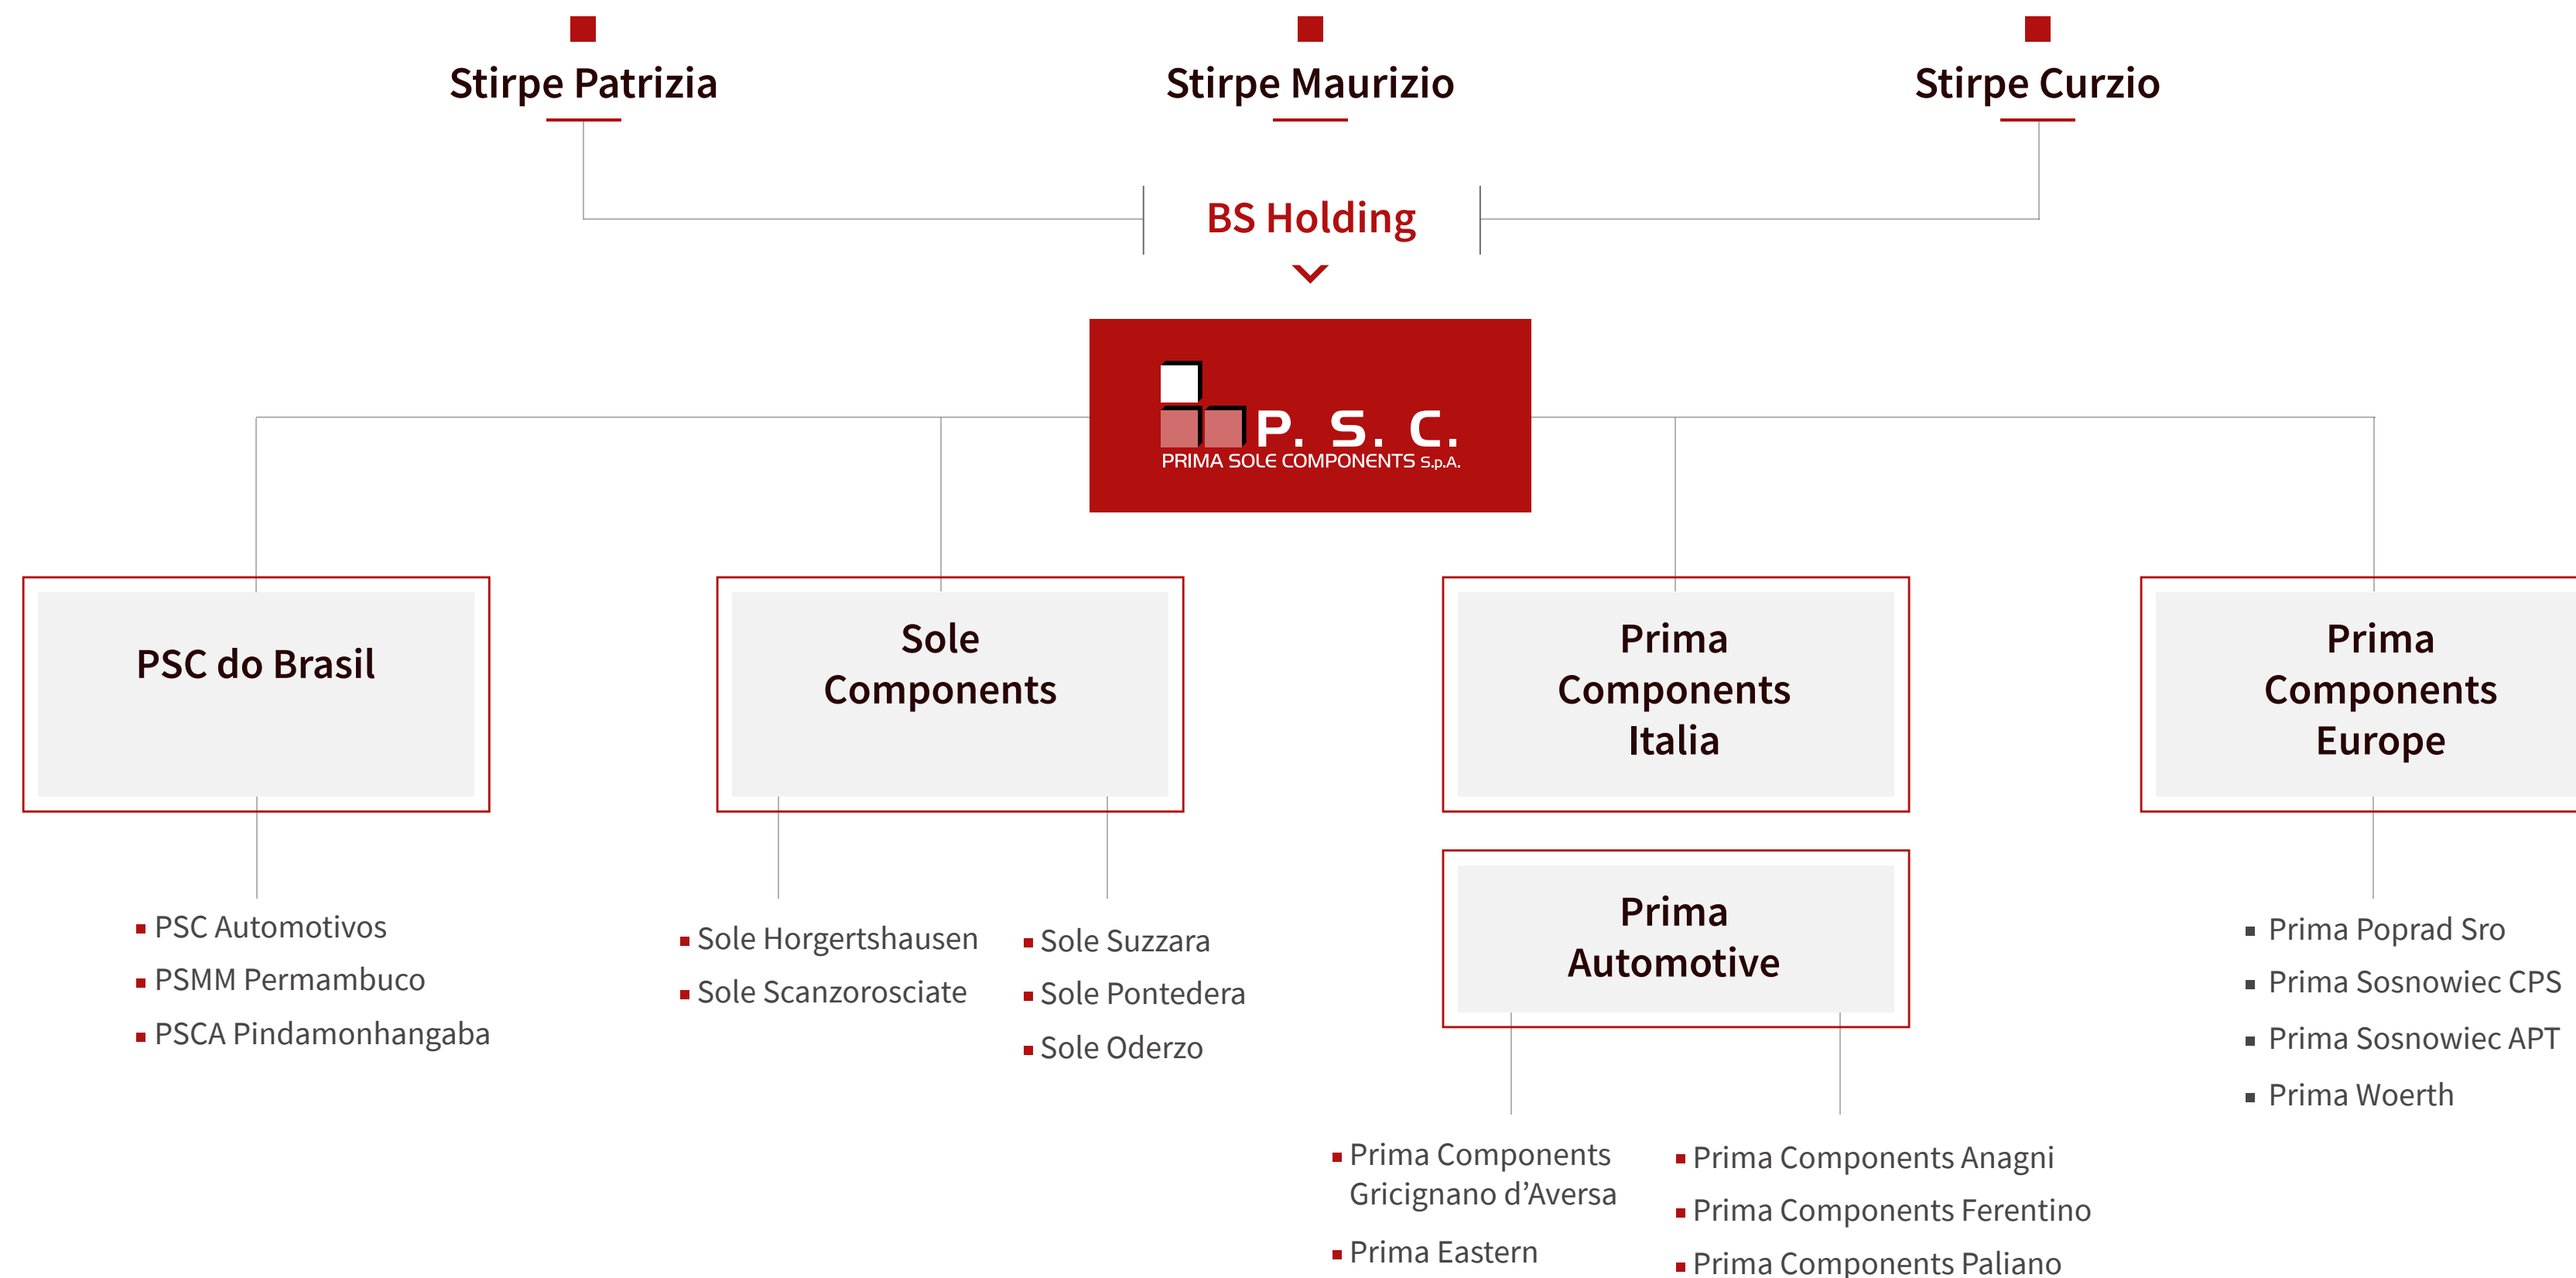 Stirpe Patrizia
Stirpe Maurizio
Stirpe Curzio
BS Holding
P. S. C.
PRIMA SOLE COMPONENTS S.p.A.
PSC do Brasil
Sole
Components
Prima
Components
Italia
Prima
Components
Europe
Prima
Automotive
PSC Automotivos
PSMM Permambuco
PSCA Pindamonhangaba
Sole Horgertshausen
Sole Scanzorosciate
Sole Suzzara
Sole Pontedera
Sole Oderzo
Prima Components
Gricignano d’Aversa
Prima Eastern
Prima Components Anagni
Prima Components Ferentino
Prima Components Paliano
Prima Poprad Sro
Prima Sosnowiec CPS
Prima Sosnowiec APT
Prima Woerth